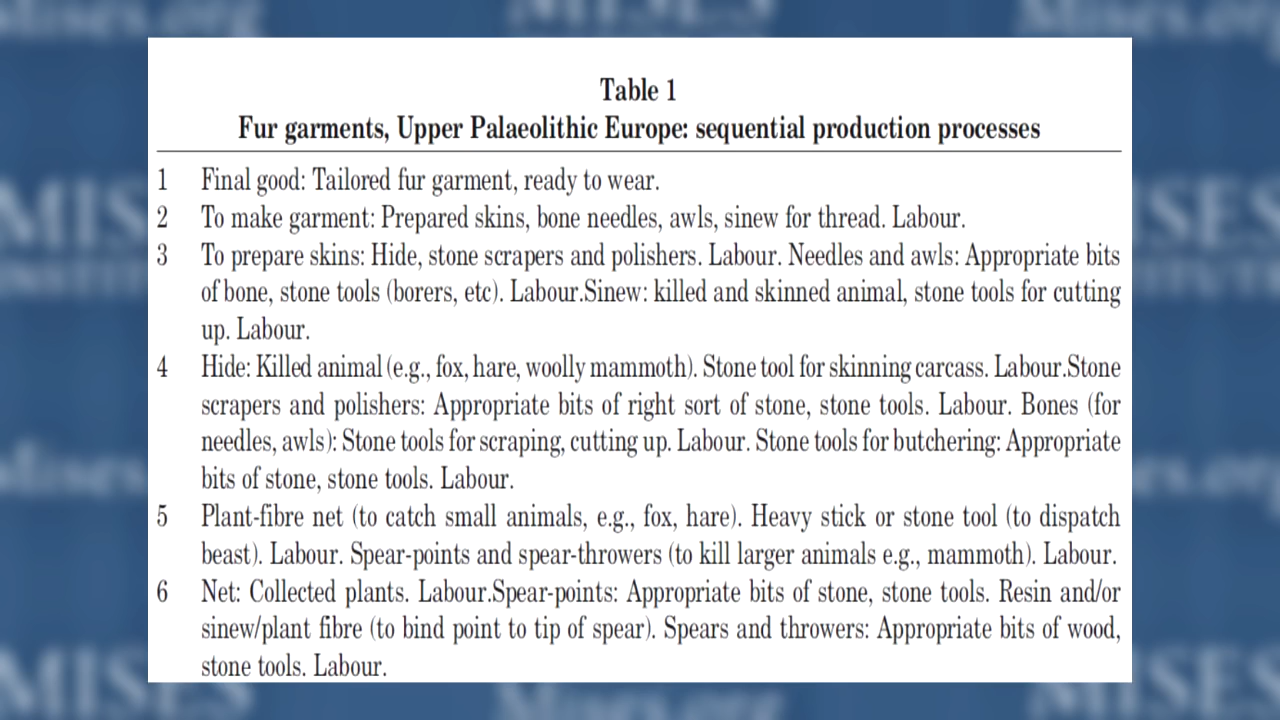 Mises.org
MISES
Mises.org
Table 1
Fur garments, Upper Palaeolithic Europe: sequential production processes
1 Final good: Tailored fur garment, ready to wear.
2 To make garment: Prepared skins, bone needles, awls, sinew for thread. Labour.
3 To prepare skins: Hide, stone scrapers and polishers. Labour. Needles and awls: Appropriate bits
of bone, stone tools (borers, etc). Labour.Sinew: killed and skinned animal, stone tools for cutting
up. Labour.
4 Hide: Killed animal (e.g., fox, hare, woolly mammoth). Stone tool for skinning carcass. Labour.Stone
scrapers and polishers: Appropriate bits of right sort of stone, stone tools. Labour. Bones (for
needles, awls): Stone tools for scraping, cutting up. Labour. Stone tools for butchering: Appropriate
bits of stone, stone tools. Labour.
5 Plant-fibre net (to catch small animals, e.g., fox, hare). Heavy stick or stone tool (to dispatch
beast). Labour. Spear-points and spear-throwers (to kill larger animals e.g., mammoth). Labour.
6 Net: Collected plants. Labour.Spear-points: Appropriate bits of stone, stone tools. Resin and/or
sinew/plant fibre (to bind point to tip of spear). Spears and throwers: Appropriate bits of wood,
stone tools. Labour.
MISES
MISES